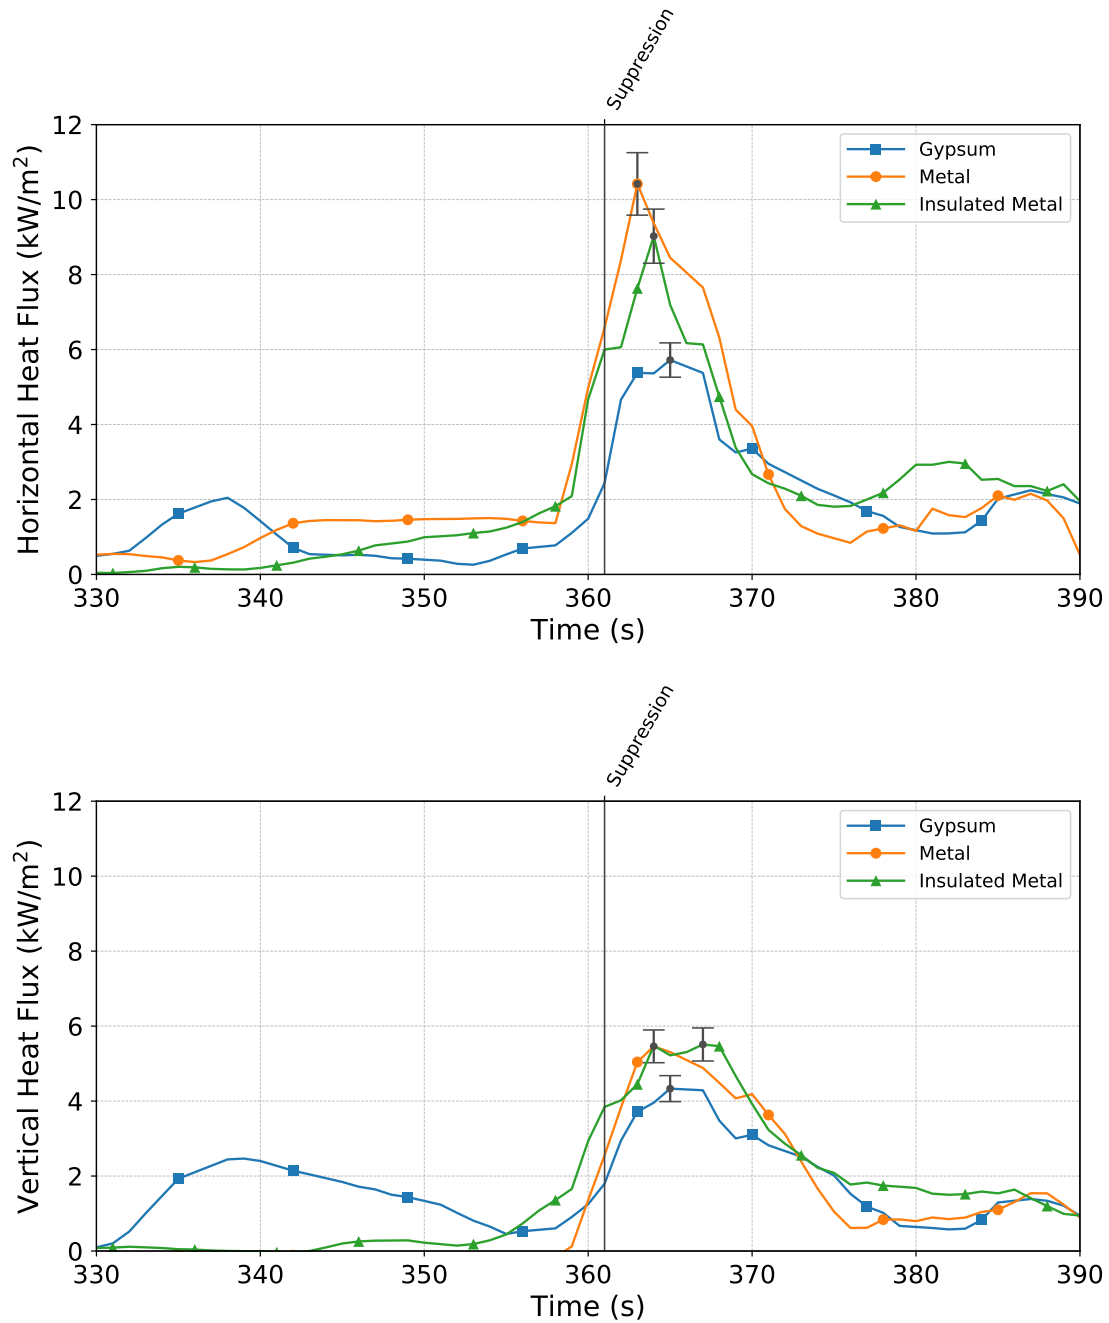 Suppression
Horizontal Heat Flux (kW/m²)
12
10
8
6
4
2
0
Gypsum
Metal
Insulated Metal
330 340 350 360 370 380 390
Time (s)
Suppression
Vertical Heat Flux (kW/m²)
12
10
8
6
4
2
0
Gypsum
Metal
Insulated Metal
330 340 350 360 370 380 390
Time (s)